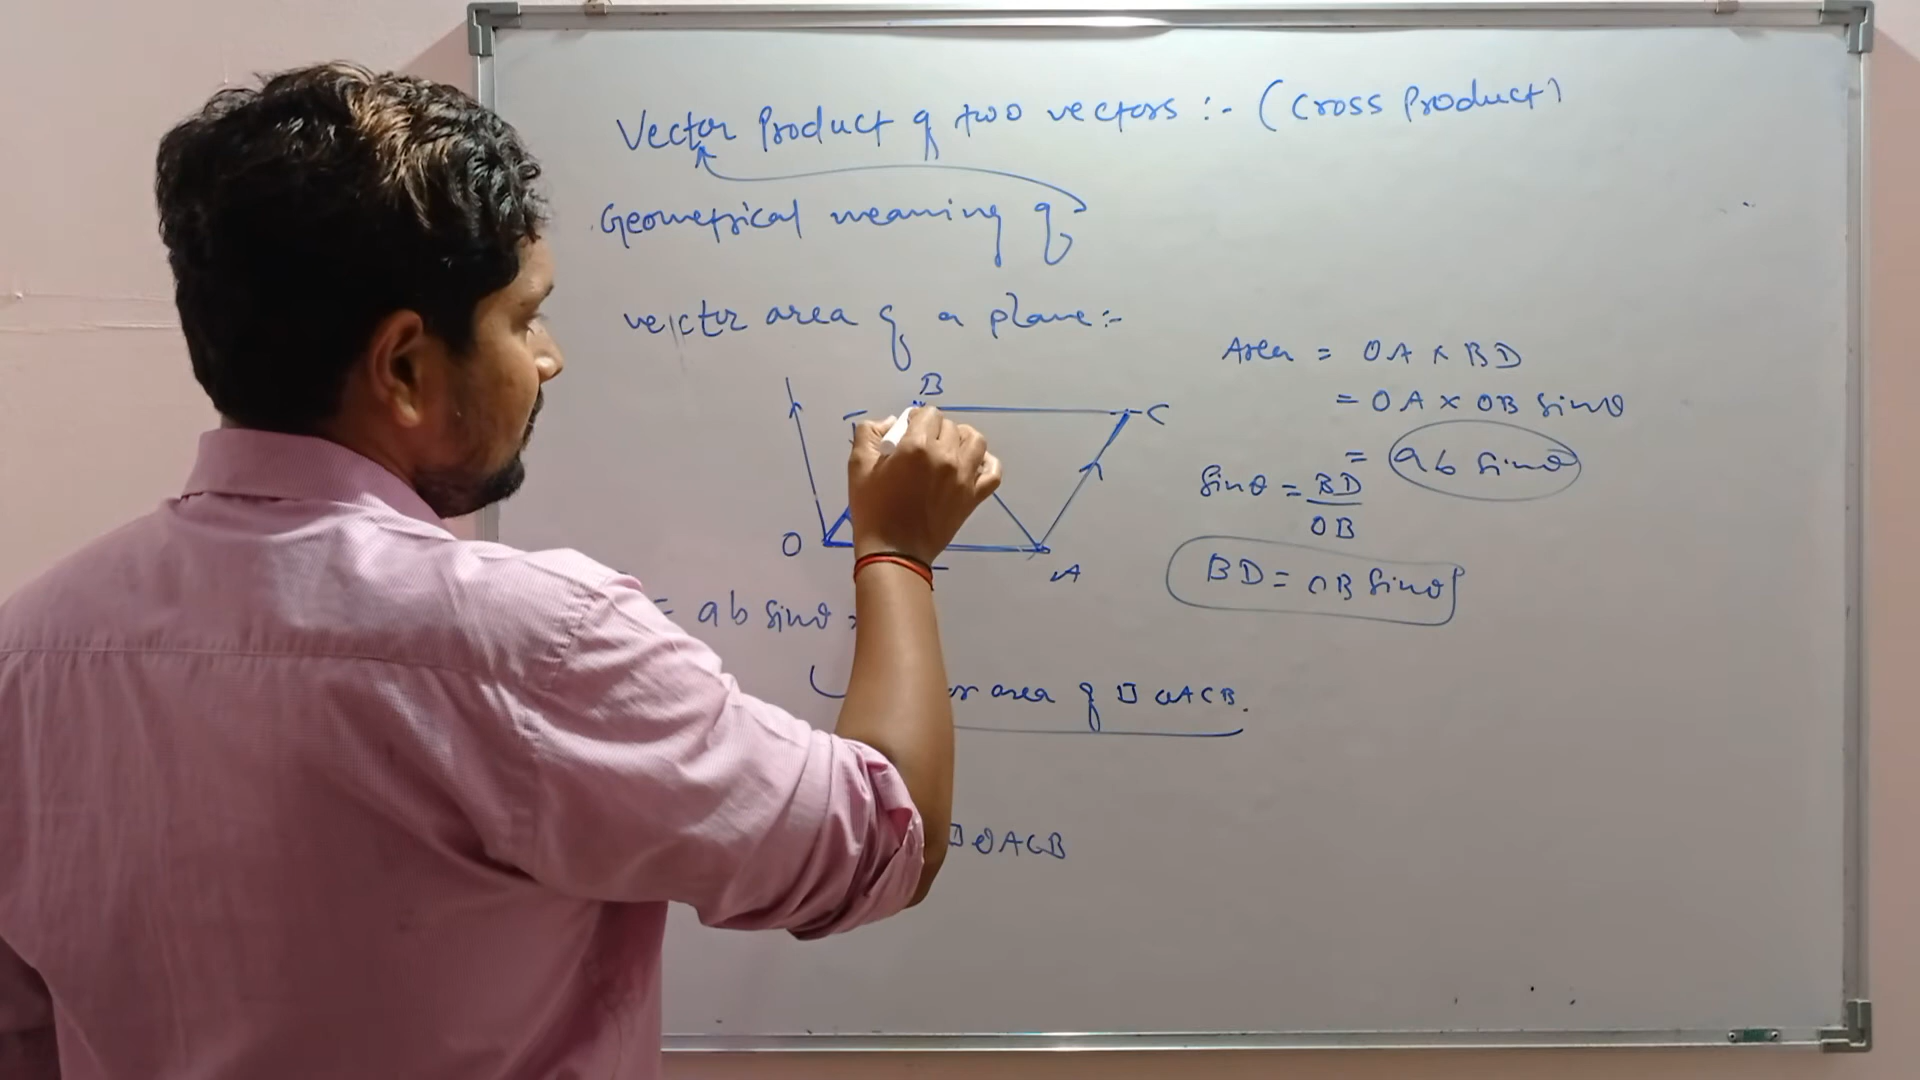 Vector Product of two vectors :- (Cross Product)
Geometrical meaning of
vector area of a plane :-
B
C
O
A
Area = OA × BD
= OA × OB Sinθ
= ab sinθ
Sinθ = BD
OB
BD = OB Sinθ
= ab Sinθ
area of □ OACB.
□ OACB